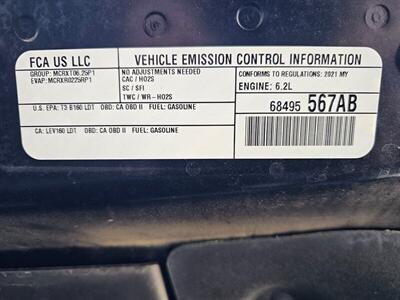 FCA US LLC
VEHICLE EMISSION CONTROL INFORMATION
GROUP: MCRXT06.25P1
EVAP: MCRXR0225RP1
NO ADJUSTMENTS NEEDED
CAC / HO2S
SC / SFI
TWC / WR-HO2S
CONFORMS TO REGULATIONS: 2021 MY
ENGINE: 6.2L
U.S. EPA: T3 B160 LDT OBD: CA OBD II FUEL: GASOLINE
68495 567AB
CA: LEV160 LDT OBD: CA OBD II FUEL: GASOLINE